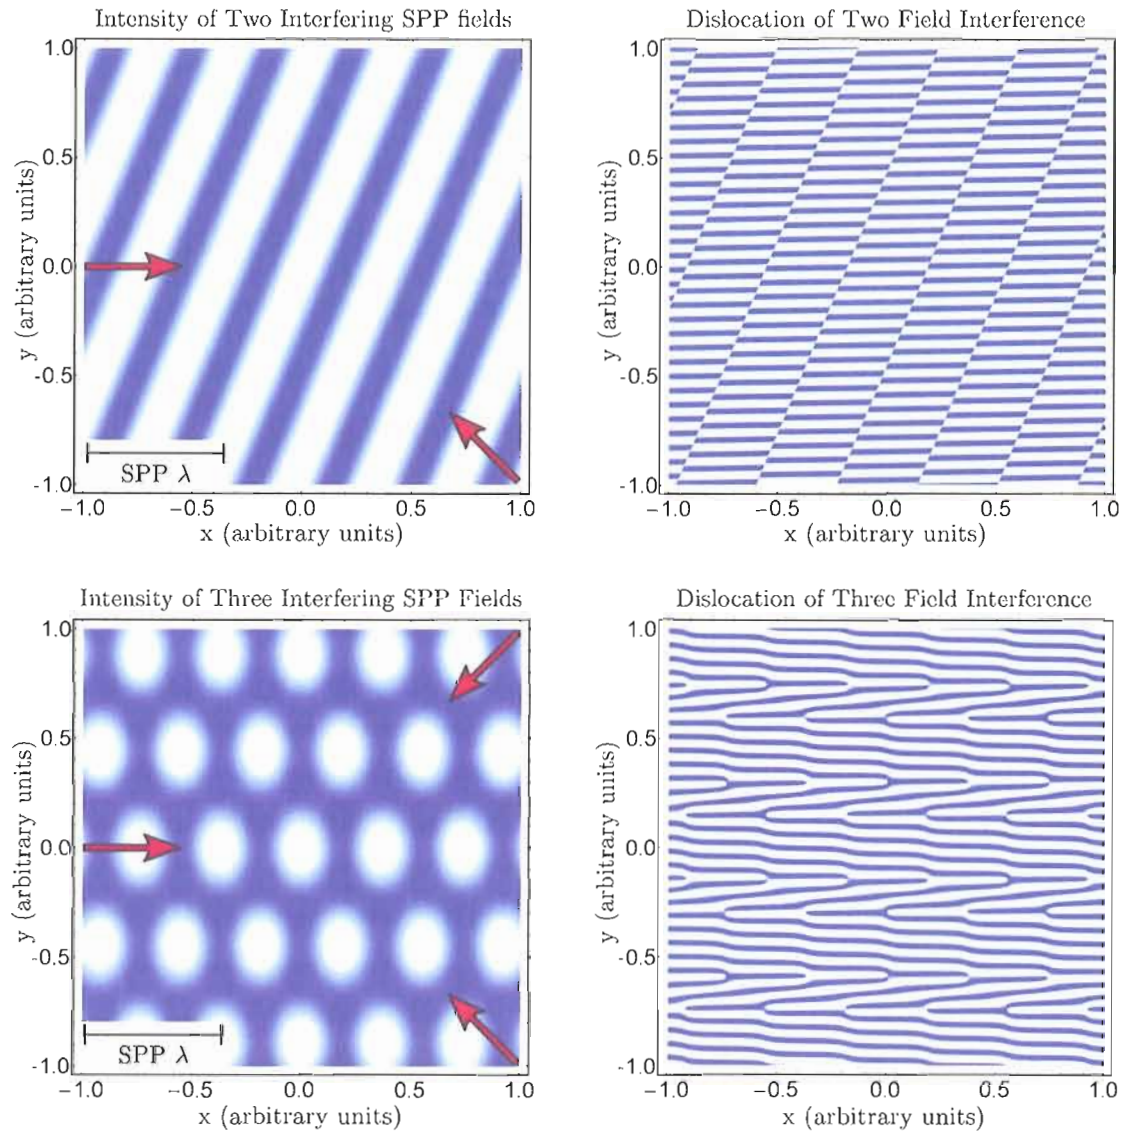 Intensity of Two Interfering SPP fields
y (arbitrary units)
1.0
0.5
0.0
-0.5
-1.0
SPP λ
−1.0 −0.5 0.0 0.5 1.0
x (arbitrary units)
Dislocation of Two Field Interference
y (arbitrary units)
1.0
0.5
0.0
-0.5
-1.0
−1.0 −0.5 0.0 0.5 1.0
x (arbitrary units)
Intensity of Three Interfering SPP Fields
y (arbitrary units)
1.0
0.5
0.0
-0.5
-1.0
SPP λ
−1.0 −0.5 0.0 0.5 1.0
x (arbitrary units)
Dislocation of Three Field Interference
y (arbitrary units)
1.0
0.5
0.0
-0.5
-1.0
−1.0 −0.5 0.0 0.5 1.0
x (arbitrary units)